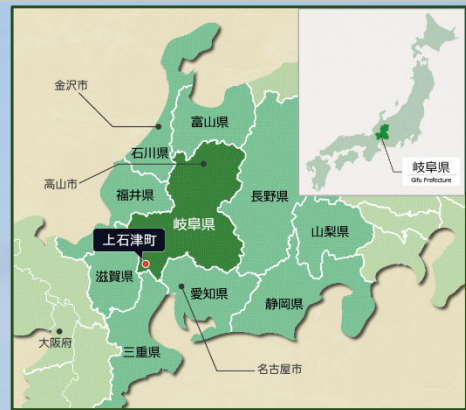 金沢市
富山県
石川県
高山市
福井県
長野県
岐阜県
上石津町
山梨県
滋賀県
愛知県
静岡県
大阪府
三重県
名古屋市
岐阜県
Gifu Prefecture